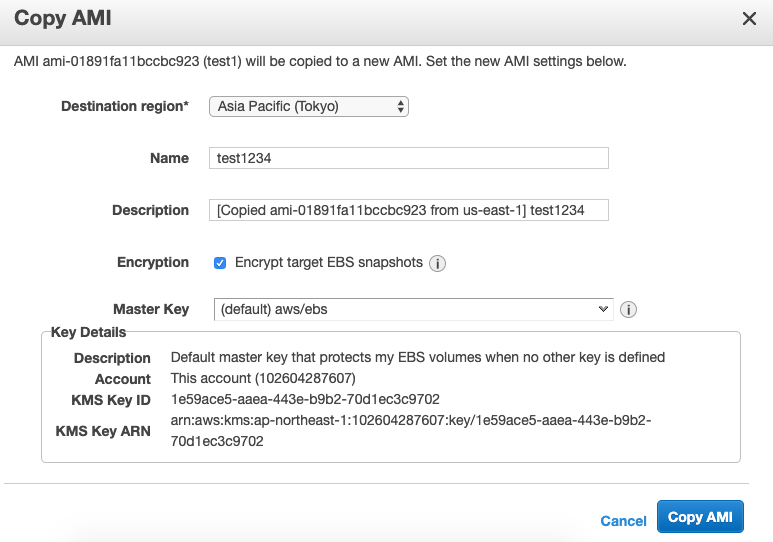 Copy AMI
AMI ami-01891fa11bccbc923 (test1) will be copied to a new AMI. Set the new AMI settings below.
Destination region* Asia Pacific (Tokyo)
Name test1234
Description [Copied ami-01891fa11bccbc923 from us-east-1] test1234
Encryption Encrypt target EBS snapshots i
Master Key (default) aws/ebs i
Key Details
Description Default master key that protects my EBS volumes when no other key is defined
Account This account (102604287607)
KMS Key ID 1e59ace5-aaea-443e-b9b2-70d1ec3c9702
KMS Key ARN arn:aws:kms:ap-northeast-1:102604287607:key/1e59ace5-aaea-443e-b9b2-
70d1ec3c9702
Cancel Copy AMI